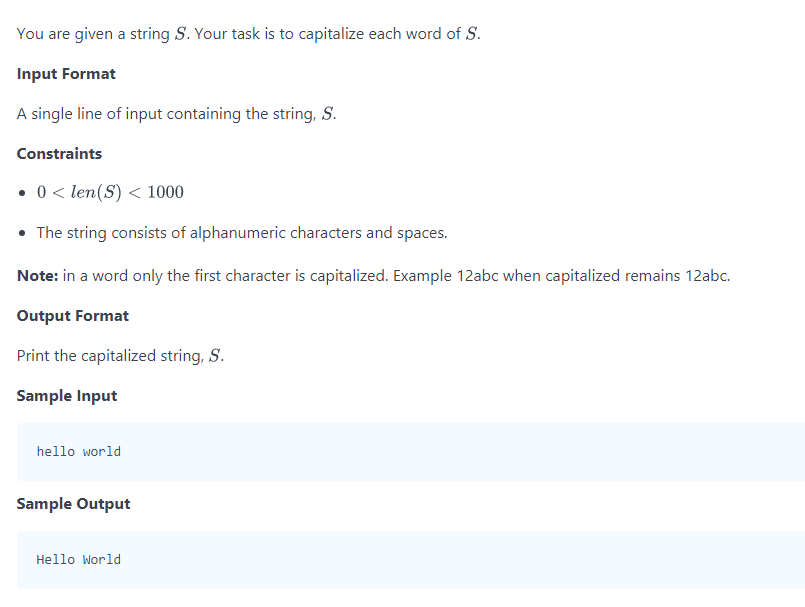 You are given a string S. Your task is to capitalize each word of S.
Input Format
A single line of input containing the string, S.
Constraints
• 0 < len(S) < 1000
• The string consists of alphanumeric characters and spaces.
Note: in a word only the first character is capitalized. Example 12abc when capitalized remains 12abc.
Output Format
Print the capitalized string, S.
Sample Input
hello world
Sample Output
Hello World